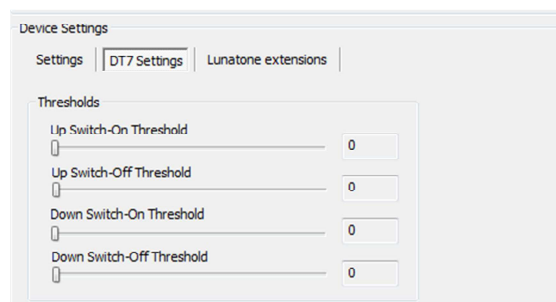 Device Settings
Settings DT7 Settings Lunatone extensions
Thresholds
Up Switch-On Threshold
0
Up Switch-Off Threshold
0
Down Switch-On Threshold
0
Down Switch-Off Threshold
0